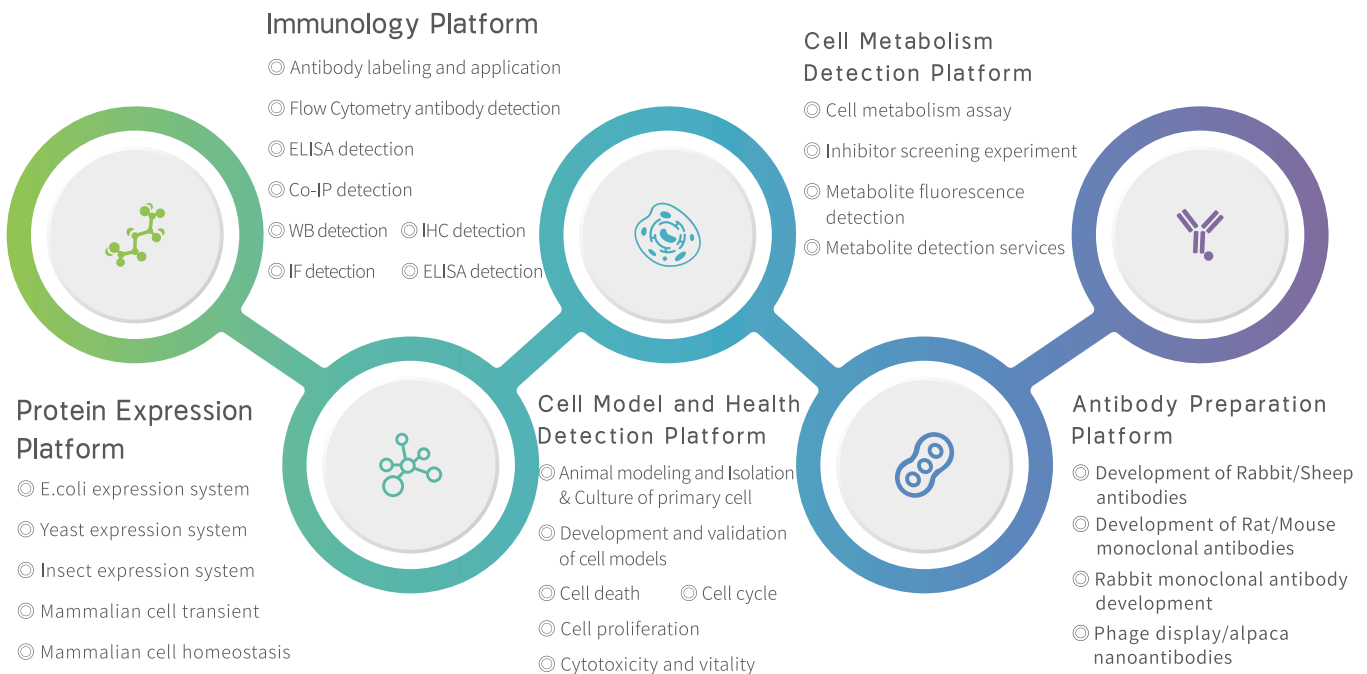 Immunology Platform
◎ Antibody labeling and application
◎ Flow Cytometry antibody detection
◎ ELISA detection
◎ Co-IP detection
◎ WB detection ◎ IHC detection
◎ IF detection ◎ ELISA detection
Cell Metabolism
Detection Platform
◎ Cell metabolism assay
◎ Inhibitor screening experiment
◎ Metabolite fluorescence
detection
◎ Metabolite detection services
Protein Expression
Platform
◎ E.coli expression system
◎ Yeast expression system
◎ Insect expression system
◎ Mammalian cell transient
◎ Mammalian cell homeostasis
Cell Model and Health
Detection Platform
◎ Animal modeling and Isolation
& Culture of primary cell
◎ Development and validation
of cell models
◎ Cell death ◎ Cell cycle
◎ Cell proliferation
◎ Cytotoxicity and vitality
Antibody Preparation
Platform
◎ Development of Rabbit/Sheep
antibodies
◎ Development of Rat/Mouse
monoclonal antibodies
◎ Rabbit monoclonal antibody
development
◎ Phage display/alpaca
nanoantibodies